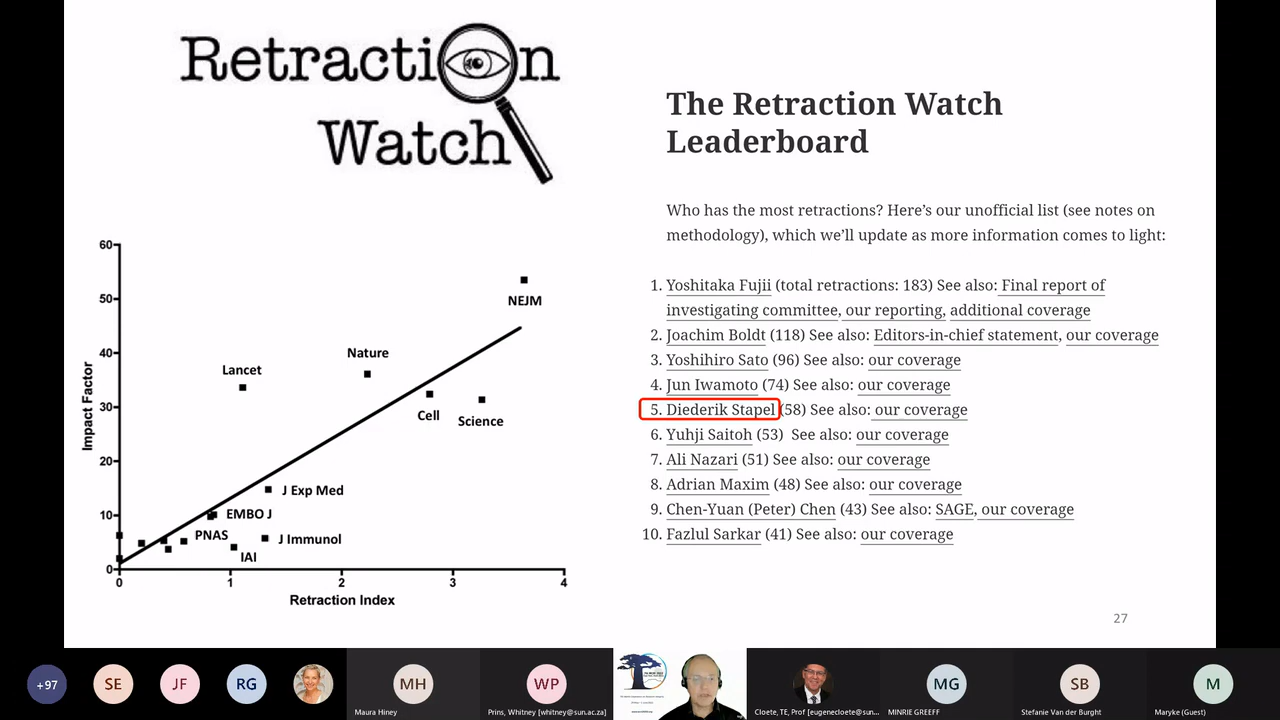 Retraction
Watch
The Retraction Watch
Leaderboard
Who has the most retractions? Here’s our unofficial list (see notes on
methodology), which we’ll update as more information comes to light:
1. Yoshitaka Fujii (total retractions: 183) See also: Final report of
investigating committee, our reporting, additional coverage
2. Joachim Boldt (118) See also: Editors-in-chief statement, our coverage
3. Yoshihiro Sato (96) See also: our coverage
4. Jun Iwamoto (74) See also: our coverage
5. Diederik Stapel (58) See also: our coverage
6. Yuhji Saitoh (53) See also: our coverage
7. Ali Nazari (51) See also: our coverage
8. Adrian Maxim (48) See also: our coverage
9. Chen-Yuan (Peter) Chen (43) See also: SAGE, our coverage
10. Fazlul Sarkar (41) See also: our coverage
60
50
40
30
20
10
0
Impact Factor
NEJM
Nature
Lancet
Cell
Science
J Exp Med
EMBO J
PNAS
J Immunol
IAI
0 1 2 3 4
Retraction Index
27
+97
SE
JF
RG
MH
Maura Hiney
WP
Prins, Whitney [whitney@sun.ac.za]
Cloete, TE, Prof [eugenecloete@sun...
MG
MINRIE GREEFF
SB
Stefanie Van der Burght
M
Maryke (Guest)